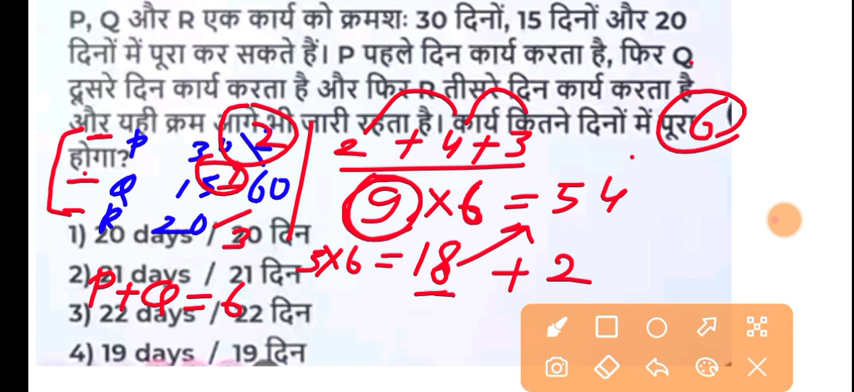 P, Q और R एक कार्य को क्रमशः 30 दिनों, 15 दिनों और 20
दिनों में पूरा कर सकते हैं। P पहले दिन कार्य करता है, फिर Q
दूसरे दिन कार्य करता है और फिर R तीसरे दिन कार्य करता है
और यही क्रम आगे भी जारी रहता है। कार्य कितने दिनों में पूरा
होगा?
6
P 30 2
Q 15 4 60
R 20 3
2 + 4 + 3
9 × 6 = 54
3×6 = 18 + 2
P+Q = 6
1) 20 days / 20 दिन
2) 21 days / 21 दिन
3) 22 days / 22 दिन
4) 19 days / 19 दिन